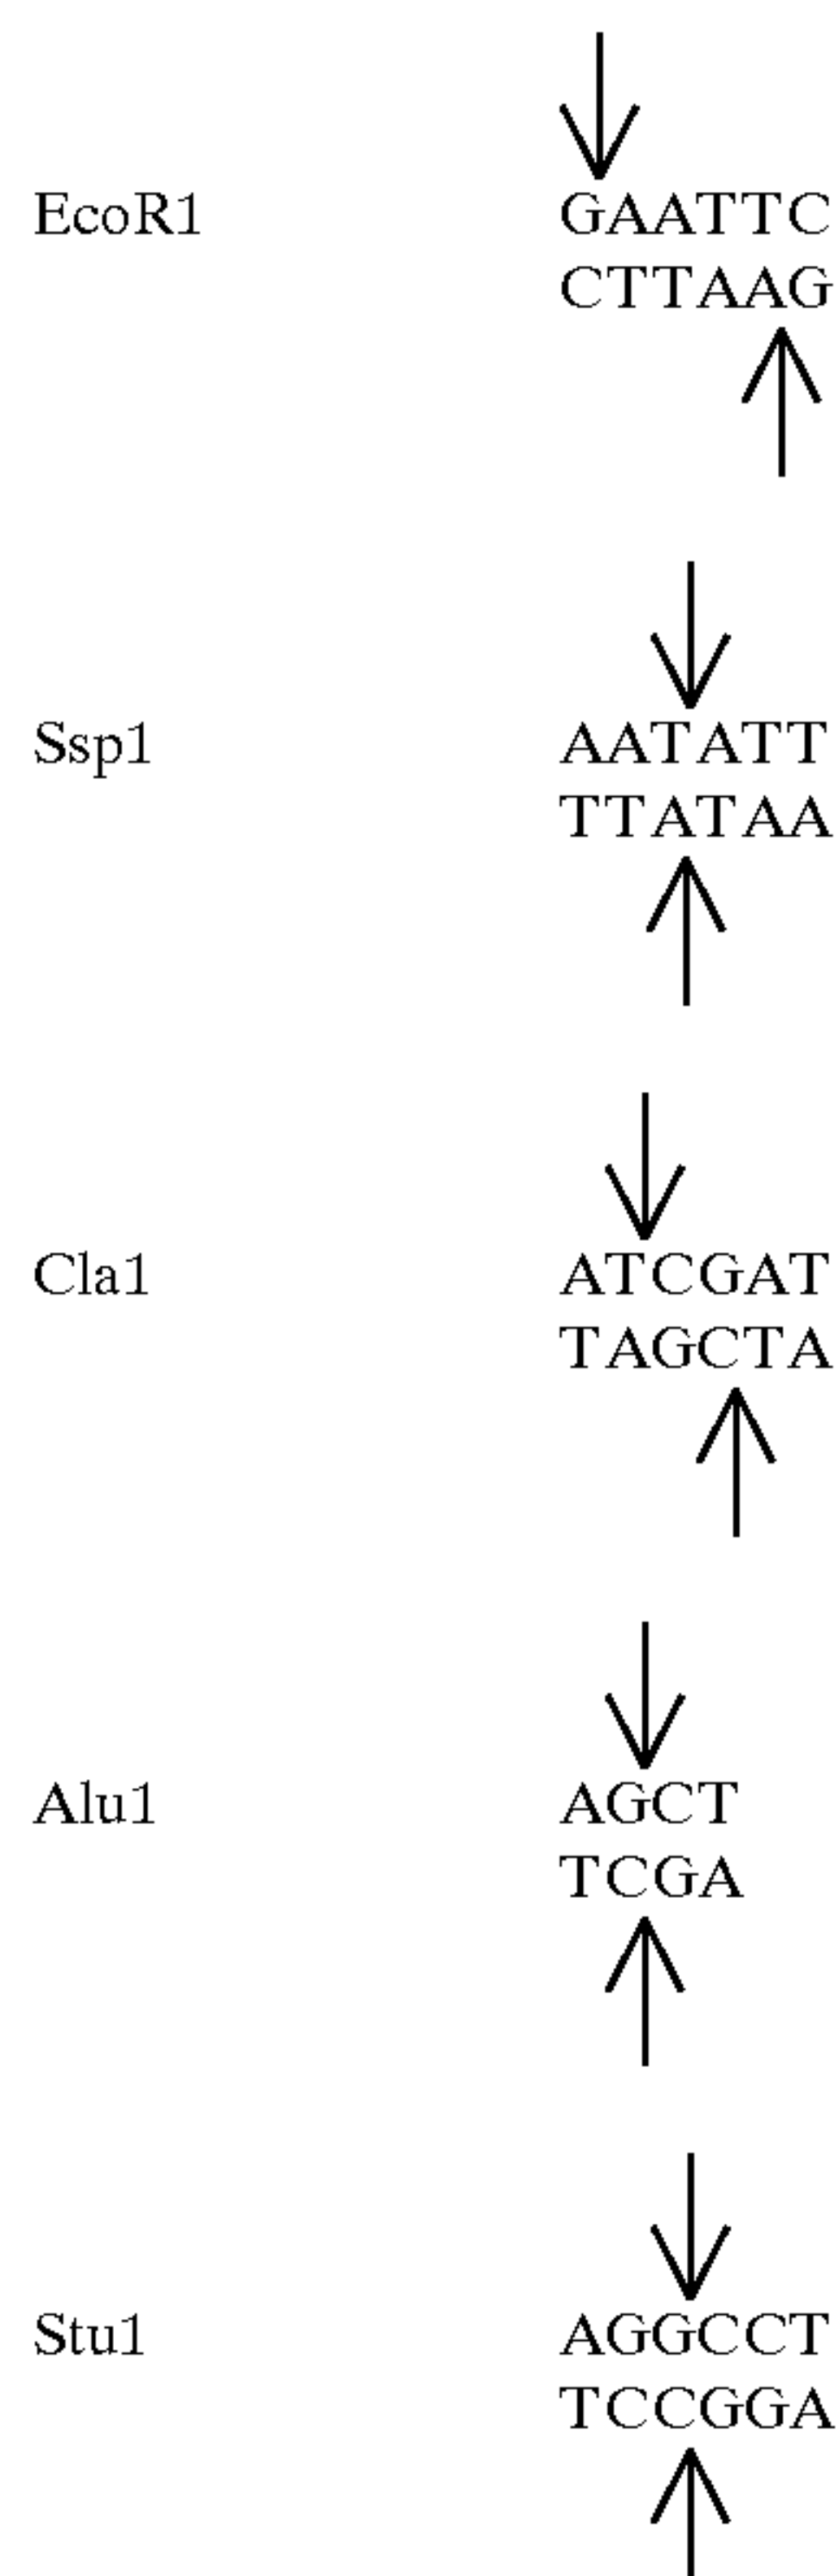 EcoR1 GAATTC
CTTAAG
Ssp1 AATATT
TTATAA
Cla1 ATCGAT
TAGCTA
Alu1 AGCT
TCGA
Stu1 AGGCCT
TCCGGA